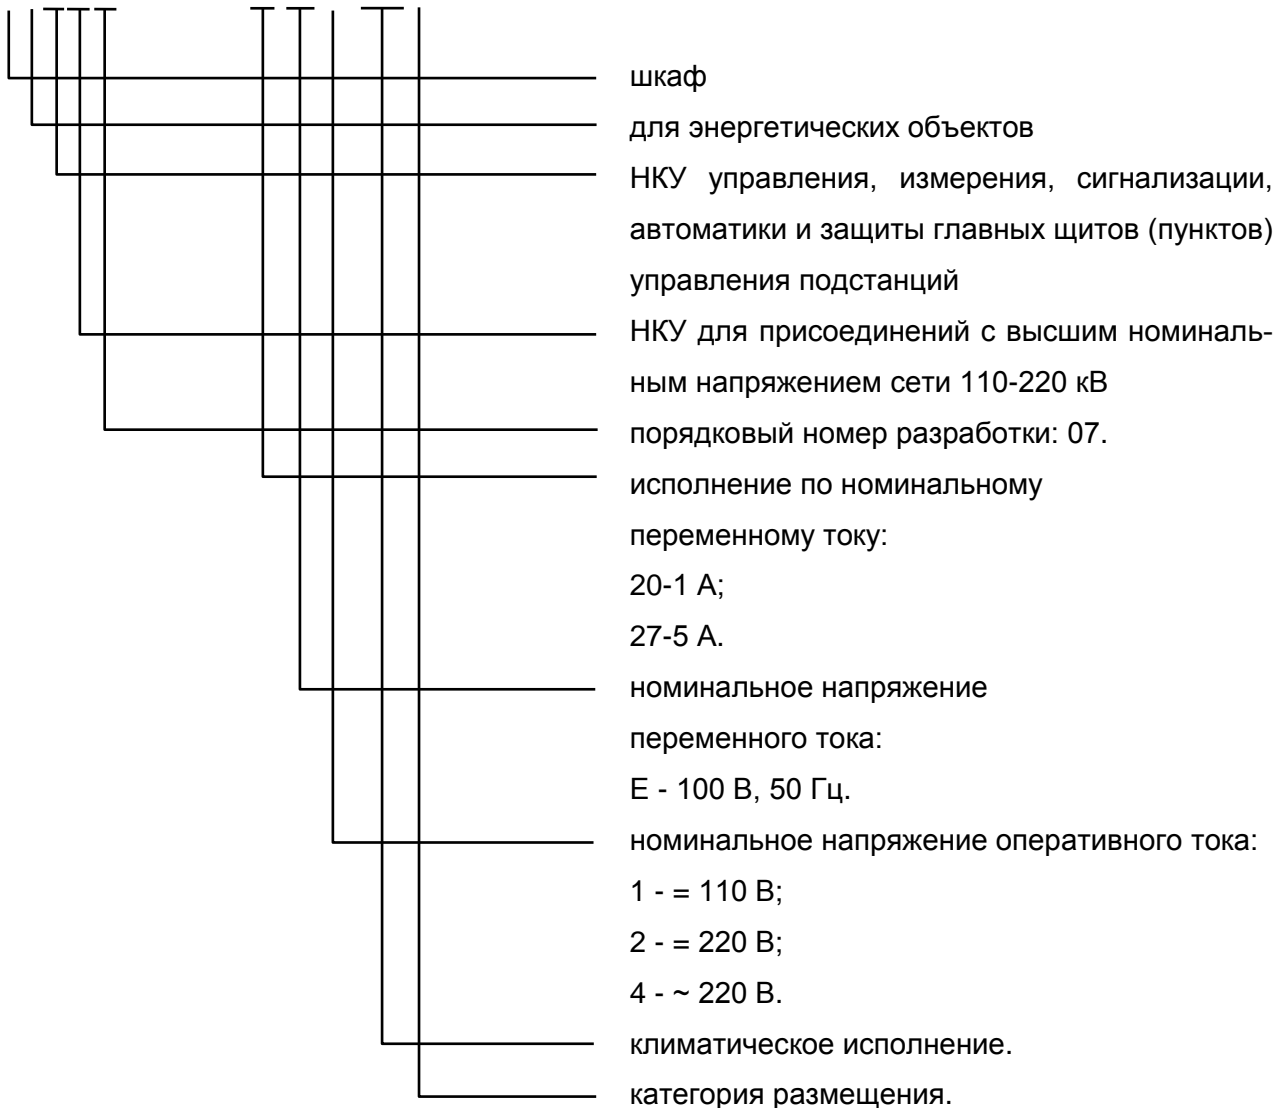 шкаф
для энергетических объектов
НКУ управления, измерения, сигнализации,
автоматики и защиты главных щитов (пунктов)
управления подстанций
НКУ для присоединений с высшим номиналь-
ным напряжением сети 110-220 кВ
порядковый номер разработки: 07.
исполнение по номинальному
переменному току:
20-1 А;
27-5 А.
номинальное напряжение
переменного тока:
Е - 100 В, 50 Гц.
номинальное напряжение оперативного тока:
1 - = 110 В;
2 - = 220 В;
4 - ~ 220 В.
климатическое исполнение.
категория размещения.